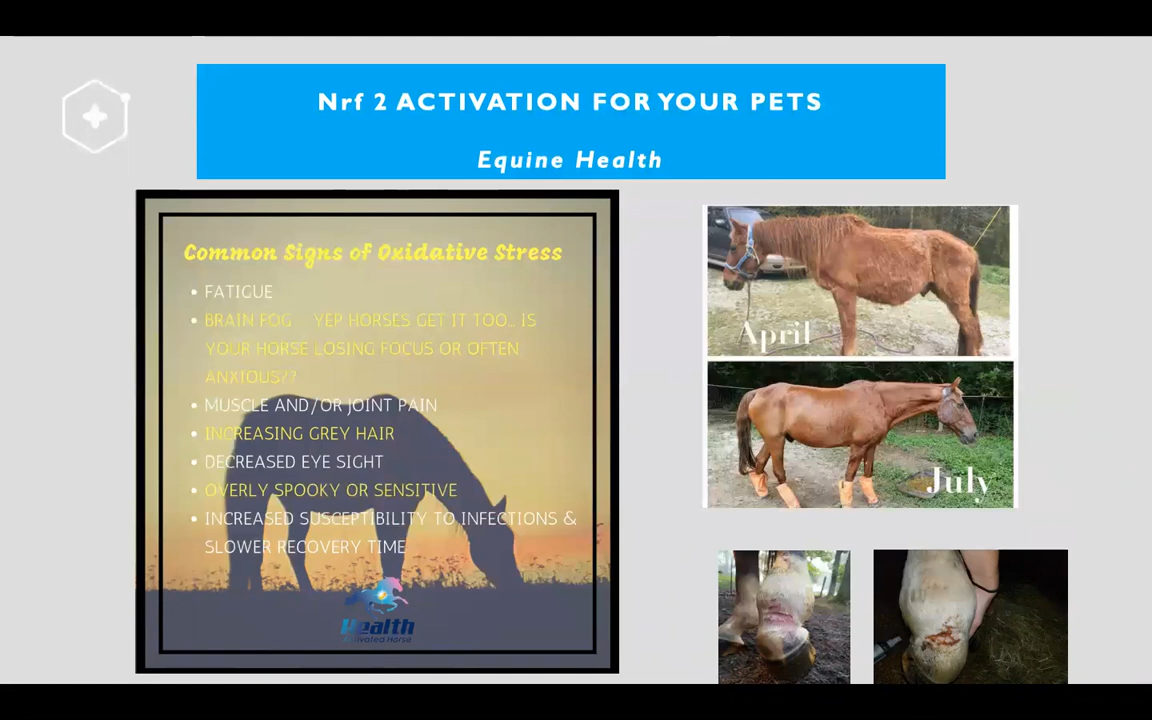 Nrf 2 ACTIVATION FOR YOUR PETS
Equine Health
Common Signs of Oxidative Stress
• FATIGUE
• BRAIN FOG... YEP HORSES GET IT TOO... IS
YOUR HORSE LOSING FOCUS OR OFTEN
ANXIOUS??
• MUSCLE AND/OR JOINT PAIN
• INCREASING GREY HAIR
• DECREASED EYE SIGHT
• OVERLY SPOOKY OR SENSITIVE
• INCREASED SUSCEPTIBILITY TO INFECTIONS &
SLOWER RECOVERY TIME
Health
Activated Horse
April
July